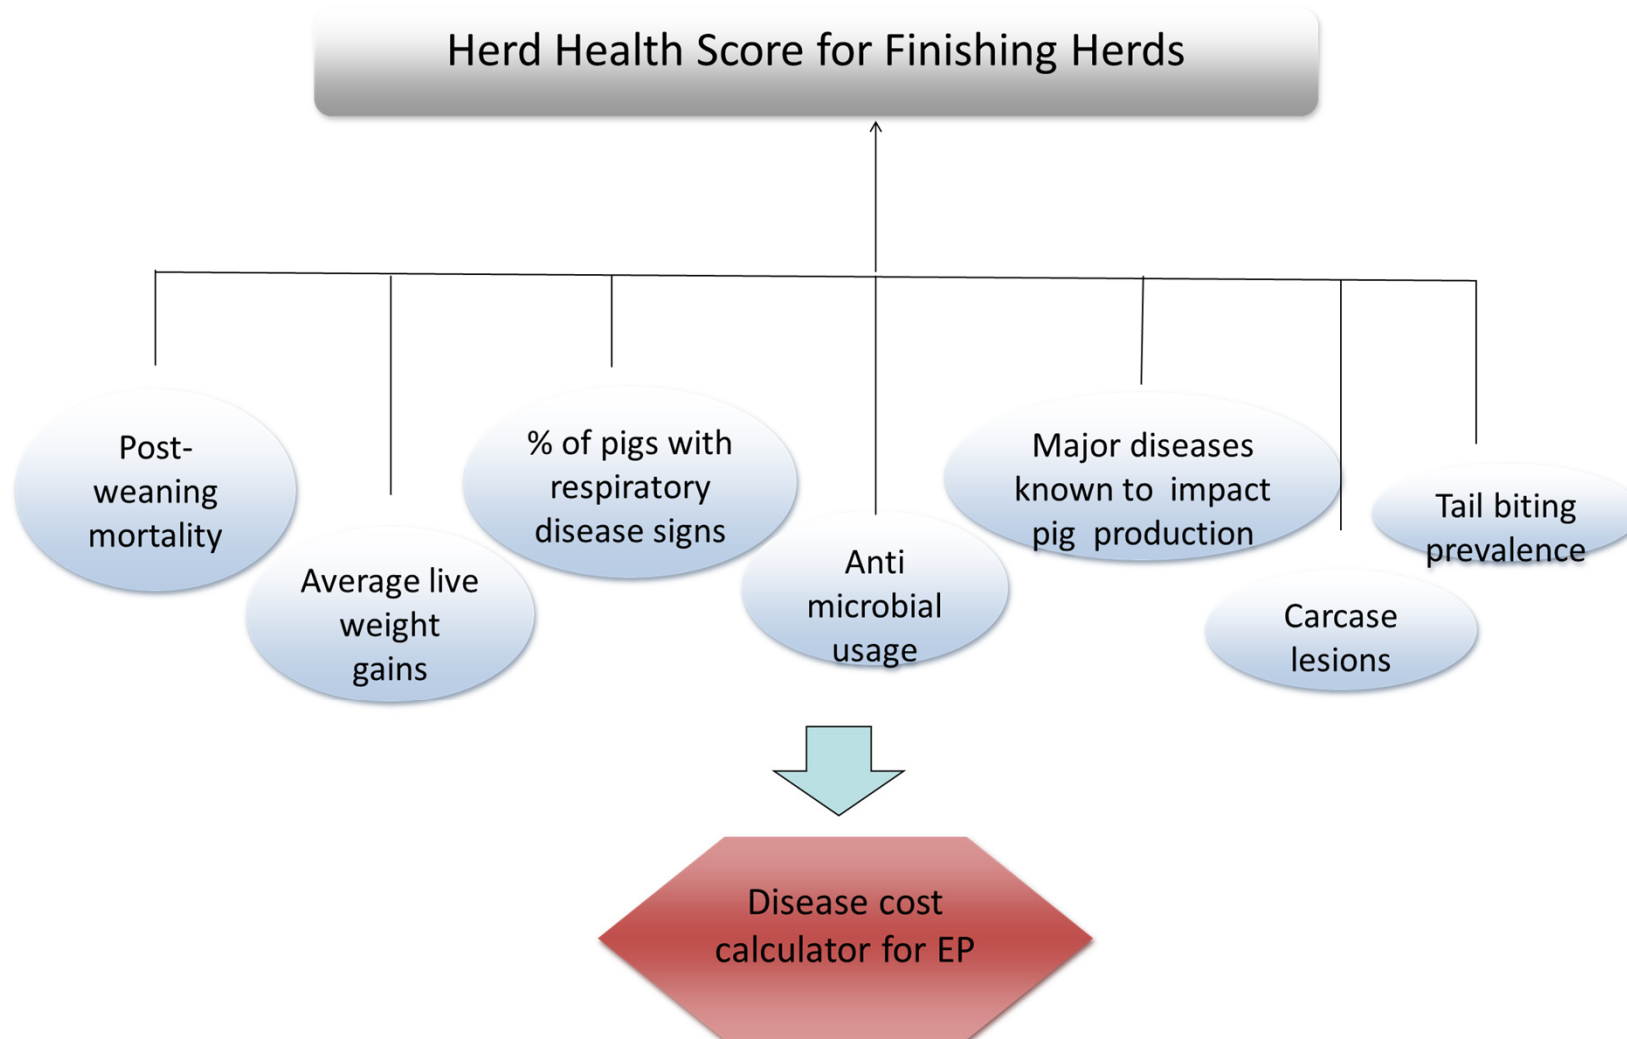 Herd Health Score for Finishing Herds
Post-
weaning
mortality
Average live
weight
gains
% of pigs with
respiratory
disease signs
Anti
microbial
usage
Major diseases
known to impact
pig production
Carcase
lesions
Tail biting
prevalence
Disease cost
calculator for EP